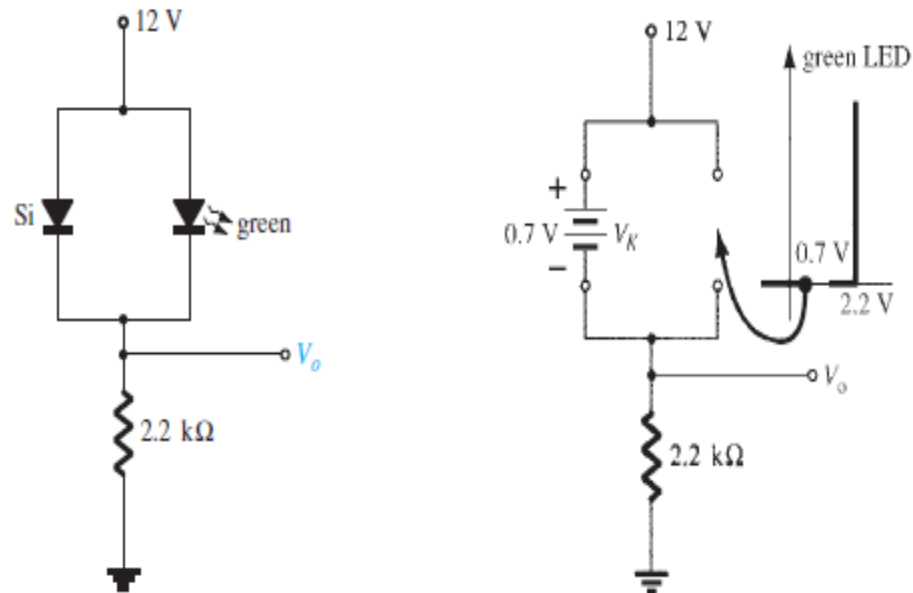 12 V
Si
green
Vo
2.2 kΩ
12 V
green LED
+
0.7 V
VK
−
0.7 V
2.2 V
Vo
2.2 kΩ